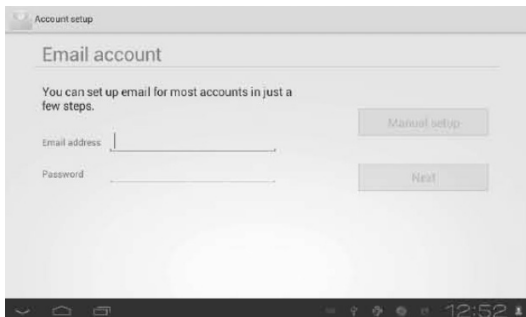 Account setup
Email account
You can set up email for most accounts in just a
few steps.
Manual setup
Email address
Password
Next
12:52